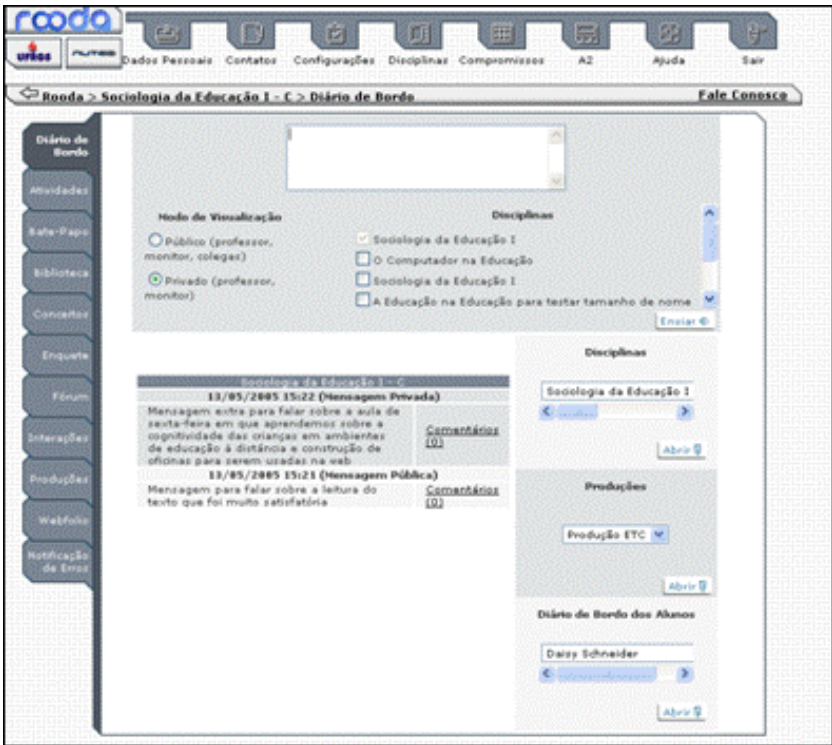 rooda
UFRGS NUTED
Dados Pessoais Contatos Configurações Disciplinas Compromissos A2 Ajuda Sair
Rooda > Sociologia da Educação I - C > Diário de Bordo Fale Conosco
Diário de
Bordo
Atividades
Bate-Papo
Biblioteca
Conceitos
Enquete
Fórum
Interações
Produções
Webfolio
Notificação
de Erros
Modo de Visualização
Público (professor,
monitor, colegas)
Privado (professor,
monitor)
Disciplinas
Sociologia da Educação I
O Computador na Educação
Sociologia da Educação I
A Educação na Educação para testar tamanho de nome
Enviar
Sociologia da Educação I - C
13/05/2005 15:22 (Mensagem Privada)
Mensagem extra para falar sobre a aula de
sexta-feira em que aprendemos sobre a
cognitividade das crianças em ambientes
de educação à distância e construção de
oficinas para serem usadas na web
Comentários
(0)
13/05/2005 15:21 (Mensagem Pública)
Mensagem para falar sobre a leitura do
texto que foi muito satisfatória
Comentários
(0)
Disciplinas
Sociologia da Educação I
Abrir
Produções
Produção ETC
Abrir
Diário de Bordo dos Alunos
Daisy Schneider
Abrir